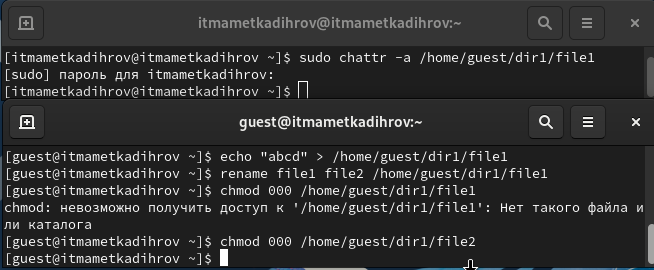 itmametkadihrov@itmametkadihrov:~
[itmametkadihrov@itmametkadihrov ~]$ sudo chattr -a /home/guest/dir1/file1
[sudo] пароль для itmametkadihrov:
[itmametkadihrov@itmametkadihrov ~]$
guest@itmametkadihrov:~
[guest@itmametkadihrov ~]$ echo "abcd" > /home/guest/dir1/file1
[guest@itmametkadihrov ~]$ rename file1 file2 /home/guest/dir1/file1
[guest@itmametkadihrov ~]$ chmod 000 /home/guest/dir1/file1
chmod: невозможно получить доступ к '/home/guest/dir1/file1': Нет такого файла и
ли каталога
[guest@itmametkadihrov ~]$ chmod 000 /home/guest/dir1/file2
[guest@itmametkadihrov ~]$